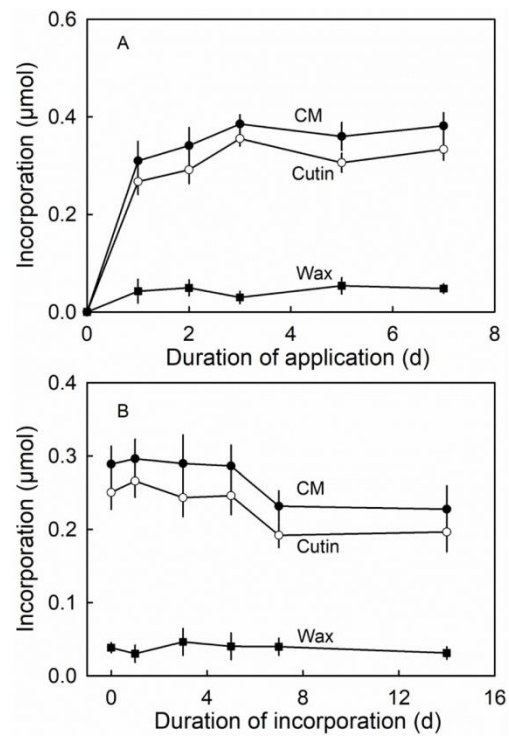 0.6
A
0.4
CM
Cutin
0.2
Wax
0.0
0 2 4 6 8
Duration of application (d)
Incorporation (µmol)
0.4
B
0.3
CM
0.2
Cutin
0.1
Wax
0.0
0 4 8 12 16
Duration of incorporation (d)
Incorporation (µmol)